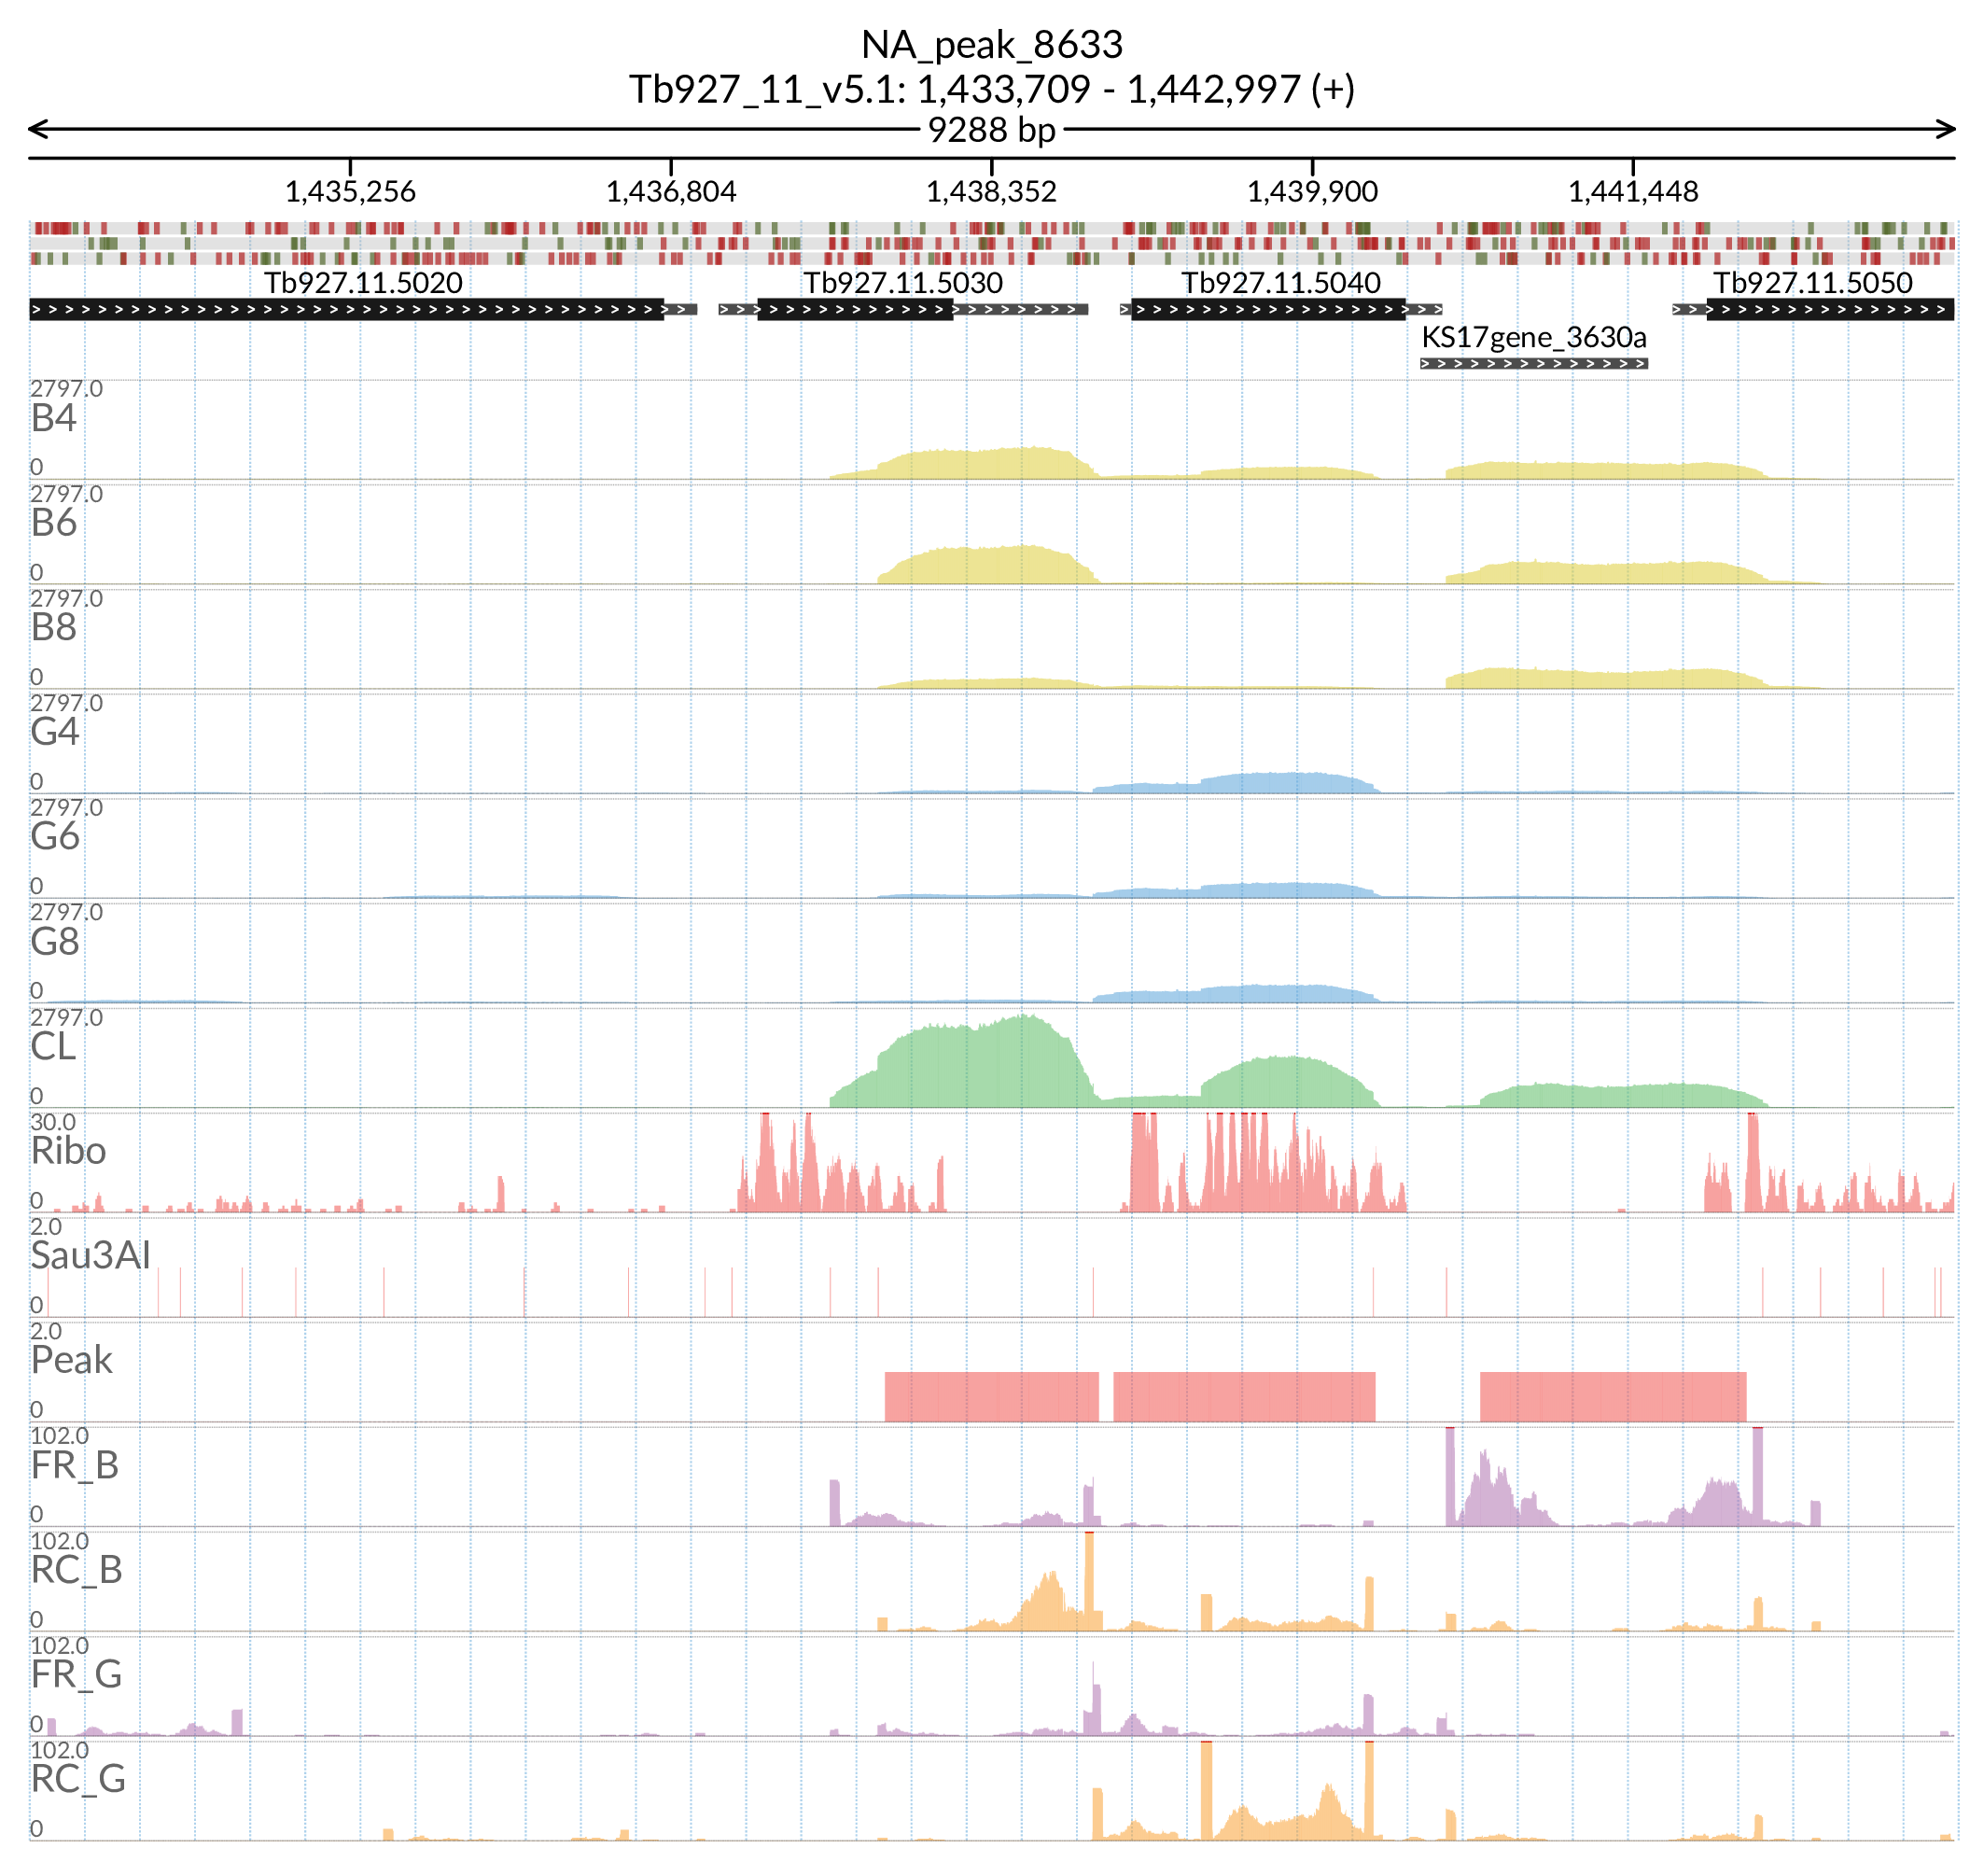 NA_peak_8633
Tb927_11_v5.1: 1,433,709 - 1,442,997 (+)
9288 bp
1,435,256 1,436,804 1,438,352 1,439,900 1,441,448
Tb927.11.5020 Tb927.11.5030 Tb927.11.5040 Tb927.11.5050
KS17gene_3630a
2797.0
B4
0
2797.0
B6
0
2797.0
B8
0
2797.0
G4
0
2797.0
G6
0
2797.0
G8
0
2797.0
CL
0
30.0
Ribo
0
2.0
Sau3AI
0
2.0
Peak
0
102.0
FR_B
0
102.0
RC_B
0
102.0
FR_G
0
102.0
RC_G
0